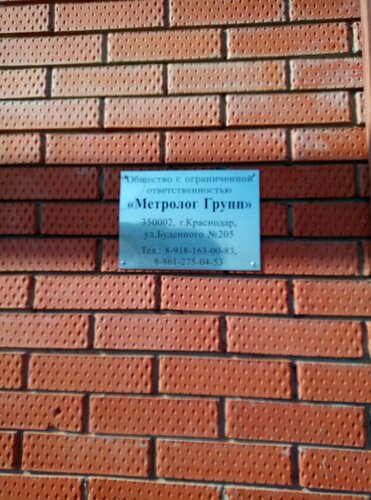 Общество с ограниченной
ответственностью
«Метролог Групп»
350002, г.Краснодар,
ул.Буденного №205
Тел.: 8-918-163-00-83,
8-861-275-04-53